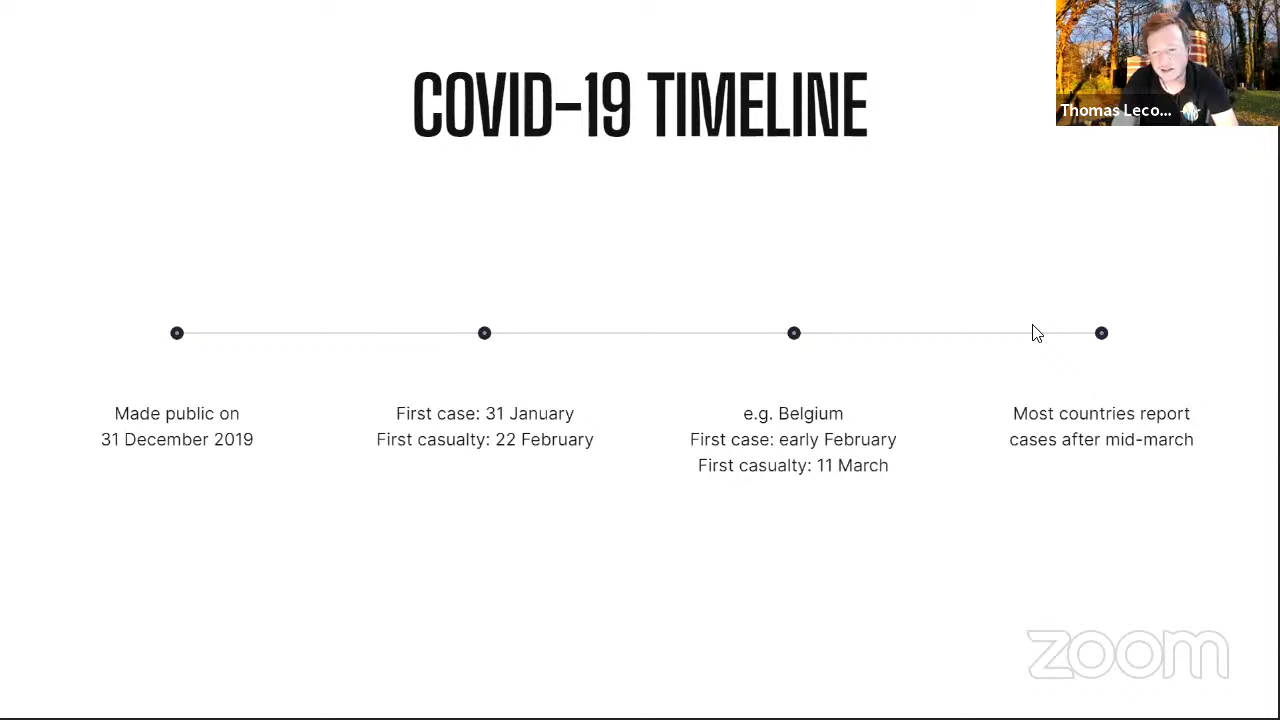 COVID-19 TIMELINE
Thomas Leco...
Made public on
31 December 2019
First case: 31 January
First casualty: 22 February
e.g. Belgium
First case: early February
First casualty: 11 March
Most countries report
cases after mid-march
zoom